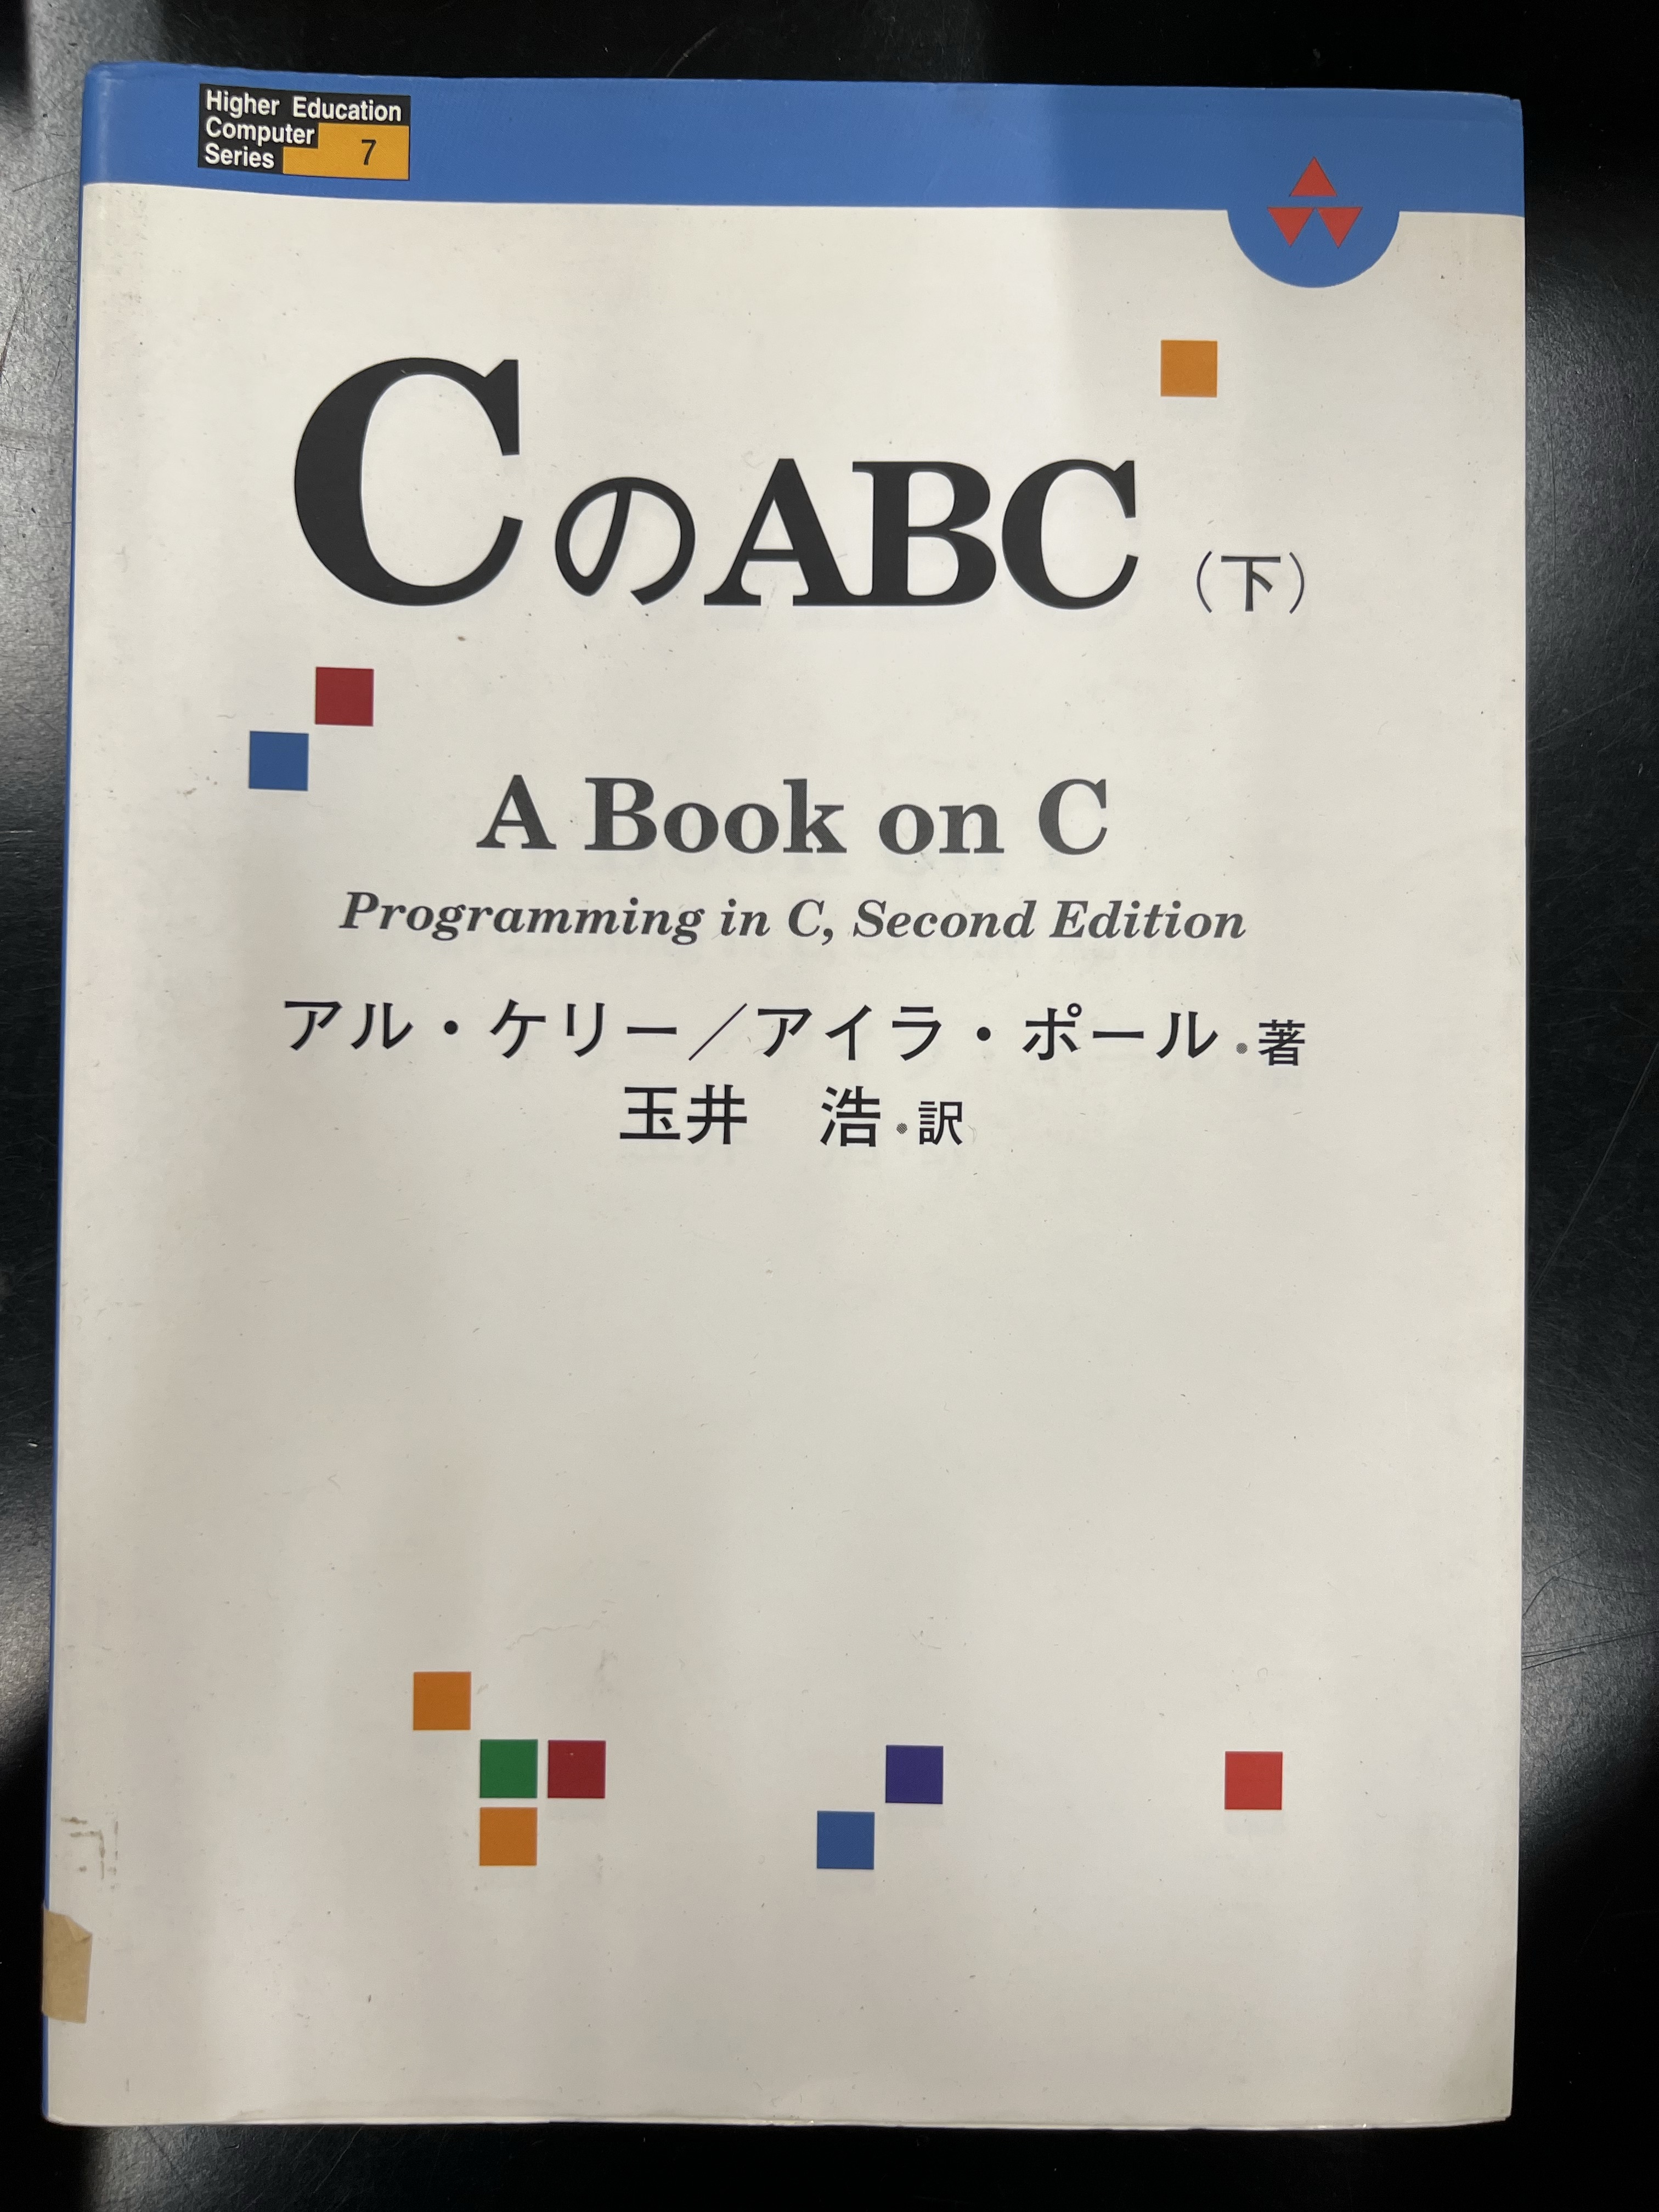 Higher Education
Computer
Series 7
CのABC（下）
A Book on C
Programming in C, Second Edition
アル・ケリー／アイラ・ポール・著
玉井　浩・訳